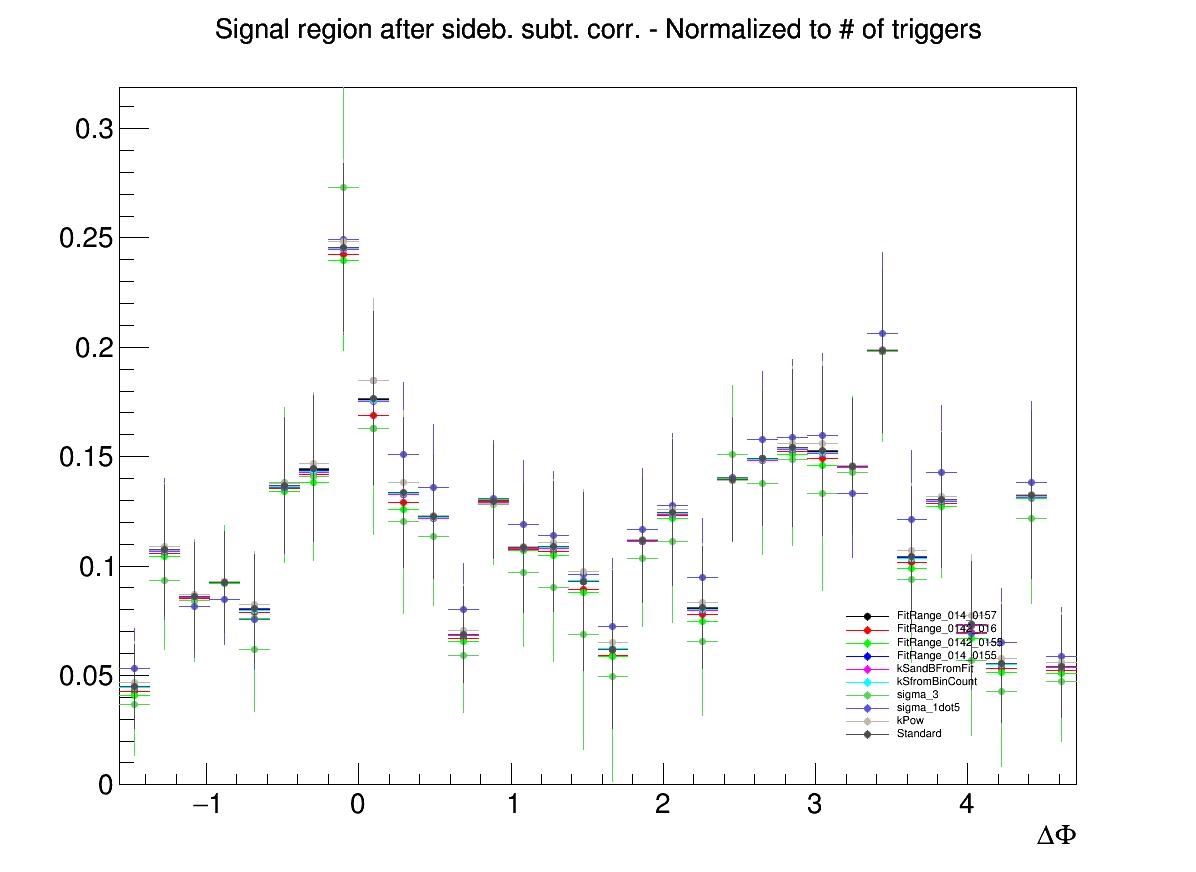 Signal region after sideb. subt. corr. - Normalized to # of triggers
0.3
0.25
0.2
0.15
0.1
0.05
0
−1
0
1
2
3
4
ΔΦ
FitRange_014_0157
FitRange_0142_016
FitRange_0142_0155
FitRange_014_0155
kSandBFromFit
kSfromBinCount
sigma_3
sigma_1dot5
kPow
Standard